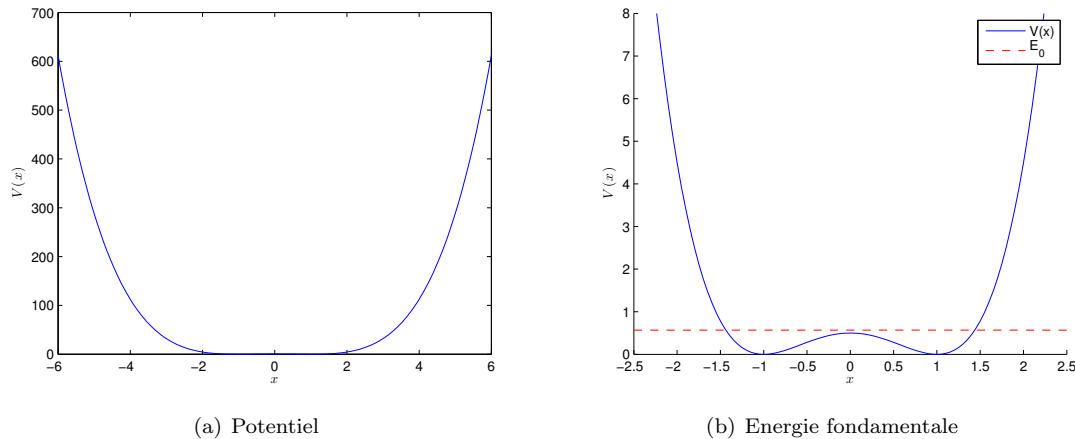 700
600
500
400
300
200
100
0
V(x)
−6 −4 −2 0 2 4 6
x
(a) Potentiel
8
7
6
5
4
3
2
1
0
V(x)
−2.5 −2 −1.5 −1 −0.5 0 0.5 1 1.5 2 2.5
x
V(x)
E_0
(b) Energie fondamentale